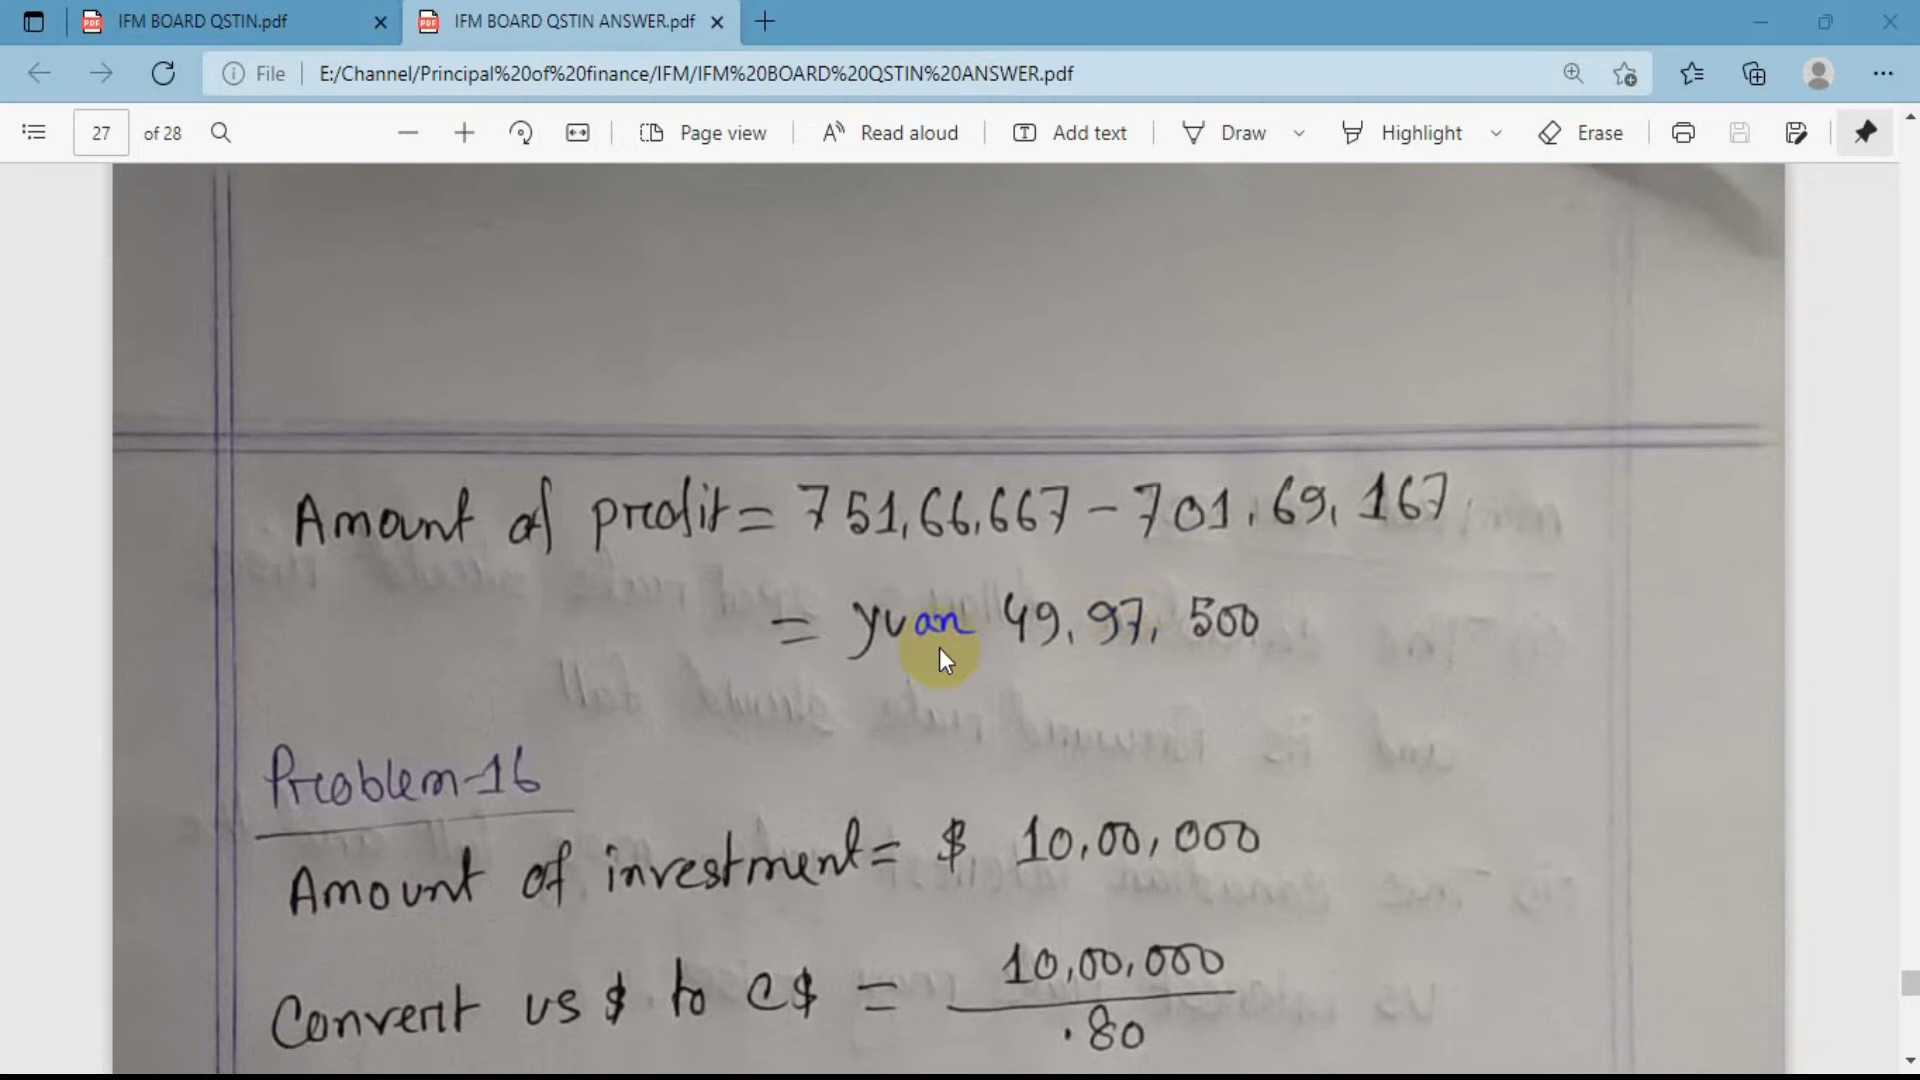 IFM BOARD QSTIN.pdf
IFM BOARD QSTIN ANSWER.pdf
File
E:/Channel/Principal%20of%20finance/IFM/IFM%20BOARD%20QSTIN%20ANSWER.pdf
27 of 28
Page view
Read aloud
Add text
Draw
Highlight
Erase
Amount of profit = 751,66,667 - 701,69,167
= yuan 49,97,500
Problem-16
Amount of investment = $ 10,00,000
Convert us $ to C$ = 10,00,000
.80